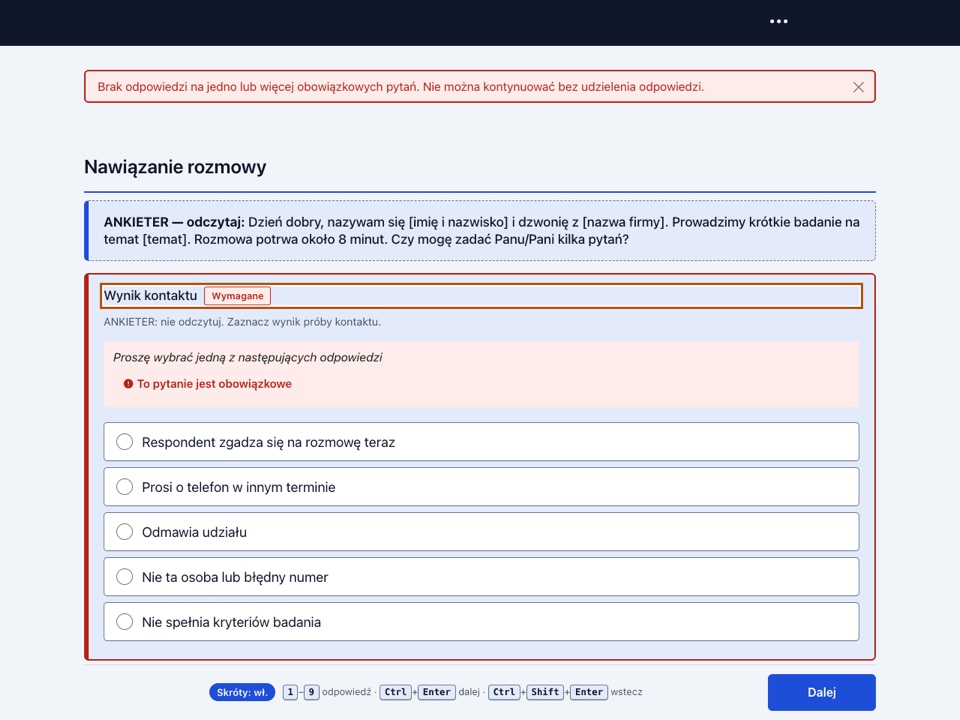 Brak odpowiedzi na jedno lub więcej obowiązkowych pytań. Nie można kontynuować bez udzielenia odpowiedzi.
Nawiązanie rozmowy
ANKIETER — odczytaj: Dzień dobry, nazywam się [imię i nazwisko] i dzwonię z [nazwa firmy]. Prowadzimy krótkie badanie na
temat [temat]. Rozmowa potrwa około 8 minut. Czy mogę zadać Panu/Pani kilka pytań?
Wynik kontaktu Wymagane
ANKIETER: nie odczytuj. Zaznacz wynik próby kontaktu.
Proszę wybrać jedną z następujących odpowiedzi
To pytanie jest obowiązkowe
Respondent zgadza się na rozmowę teraz
Prosi o telefon w innym terminie
Odmawia udziału
Nie ta osoba lub błędny numer
Nie spełnia kryteriów badania
Skróty: wł. 1–9 odpowiedź · Ctrl+Enter dalej · Ctrl+Shift+Enter wstecz
Dalej